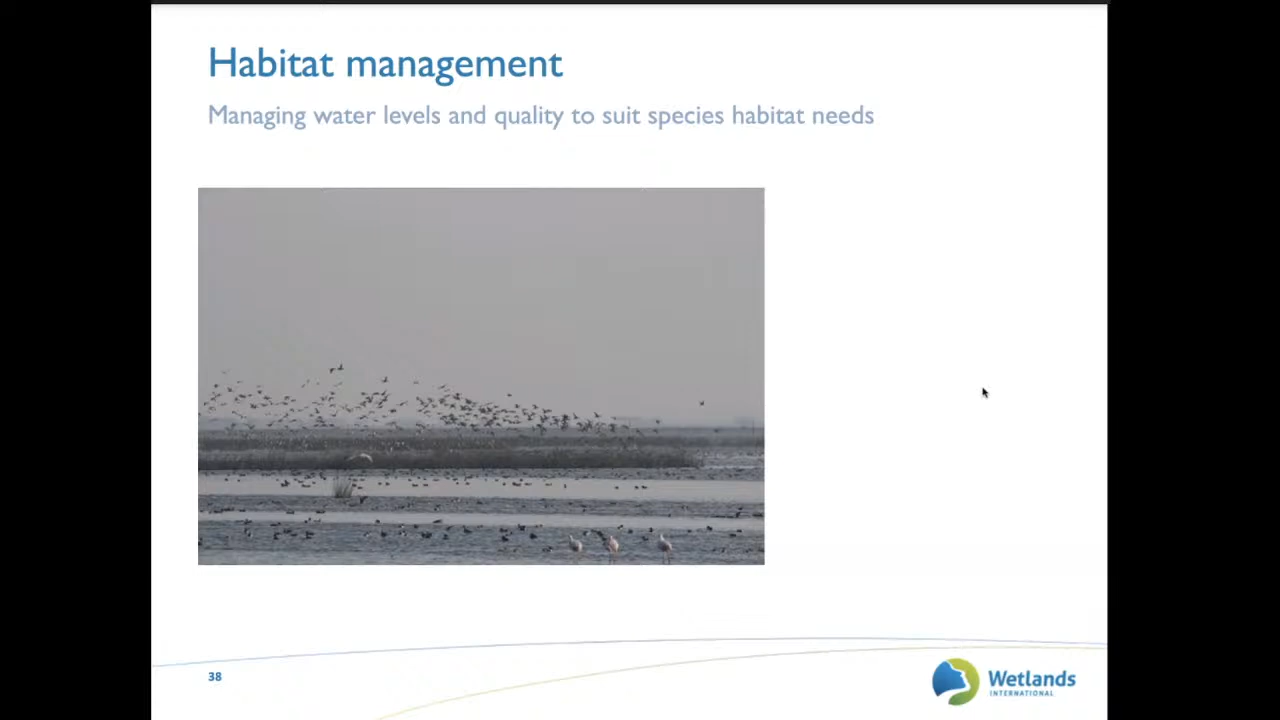 Habitat management
Managing water levels and quality to suit species habitat needs
38
Wetlands
INTERNATIONAL